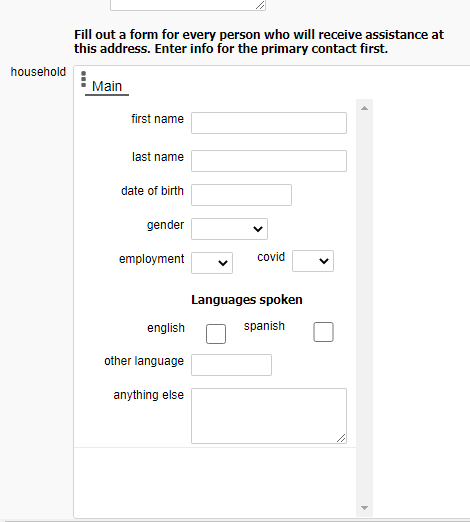 Fill out a form for every person who will receive assistance at
this address. Enter info for the primary contact first.
household
Main
first name
last name
date of birth
gender
employment covid
Languages spoken
english spanish
other language
anything else